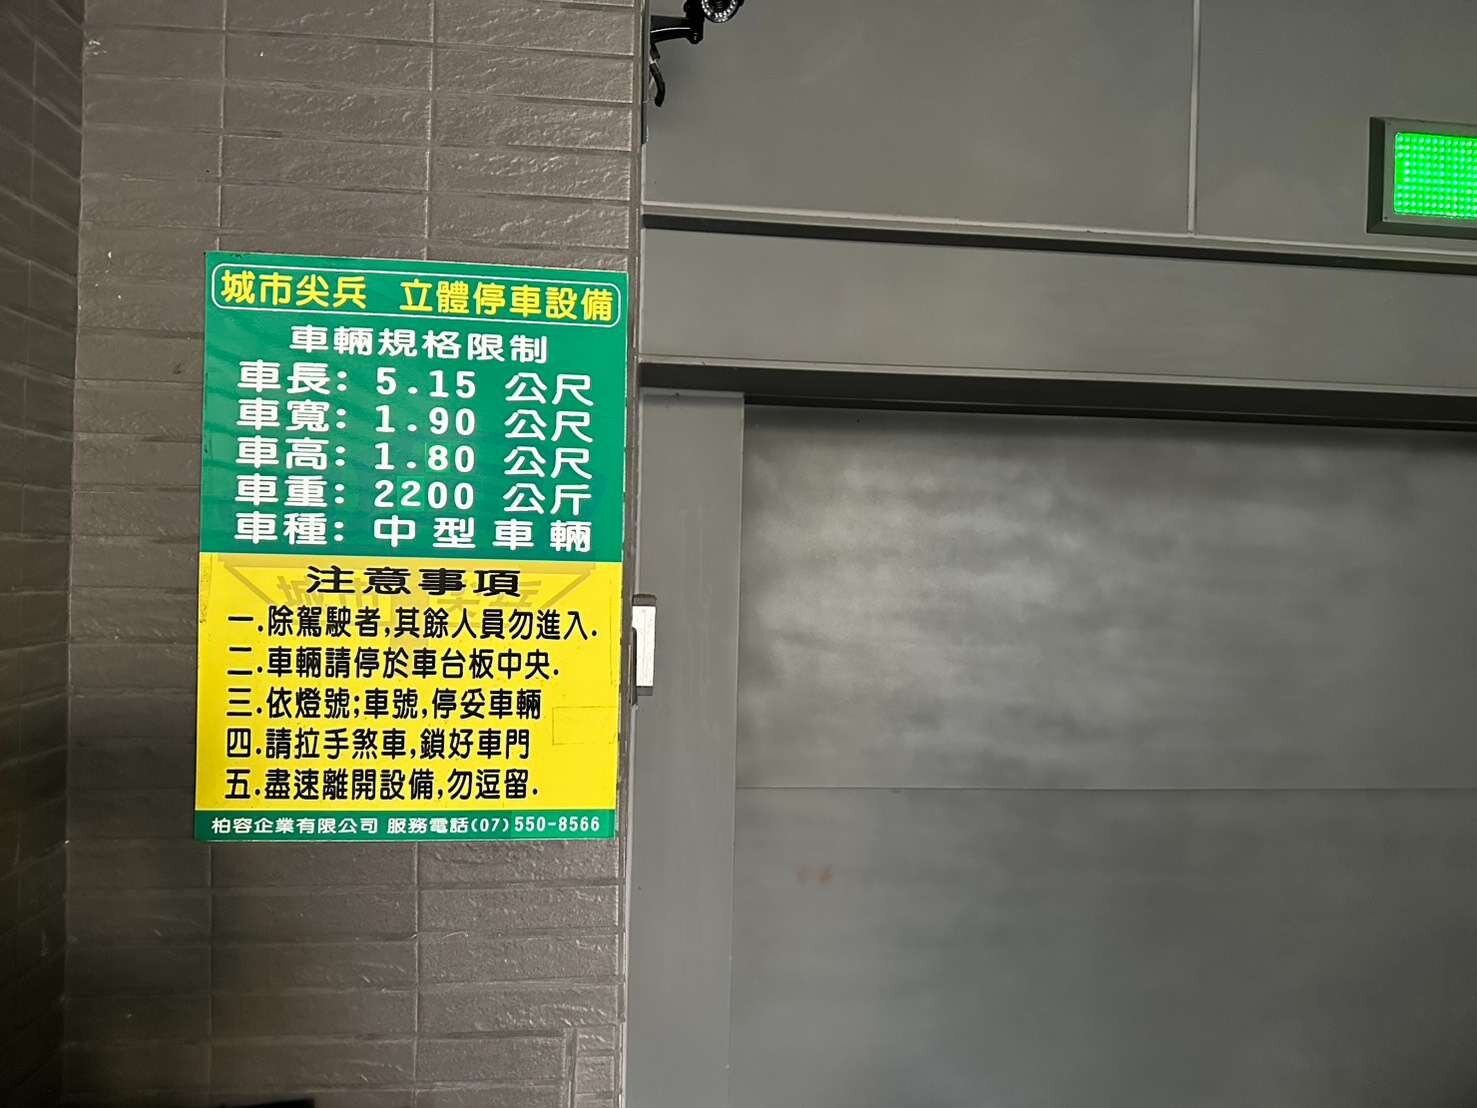 城市尖兵 立體停車設備
車輛規格限制
車長: 5.15 公尺
車寬: 1.90 公尺
車高: 1.80 公尺
車重: 2200 公斤
車種: 中型車輛
注意事項
一.除駕駛者,其餘人員勿進入.
二.車輛請停於車台板中央.
三.依燈號;車號,停妥車輛
四.請拉手煞車,鎖好車門
五.盡速離開設備,勿逗留.
柏容企業有限公司 服務電話(07)550-8566